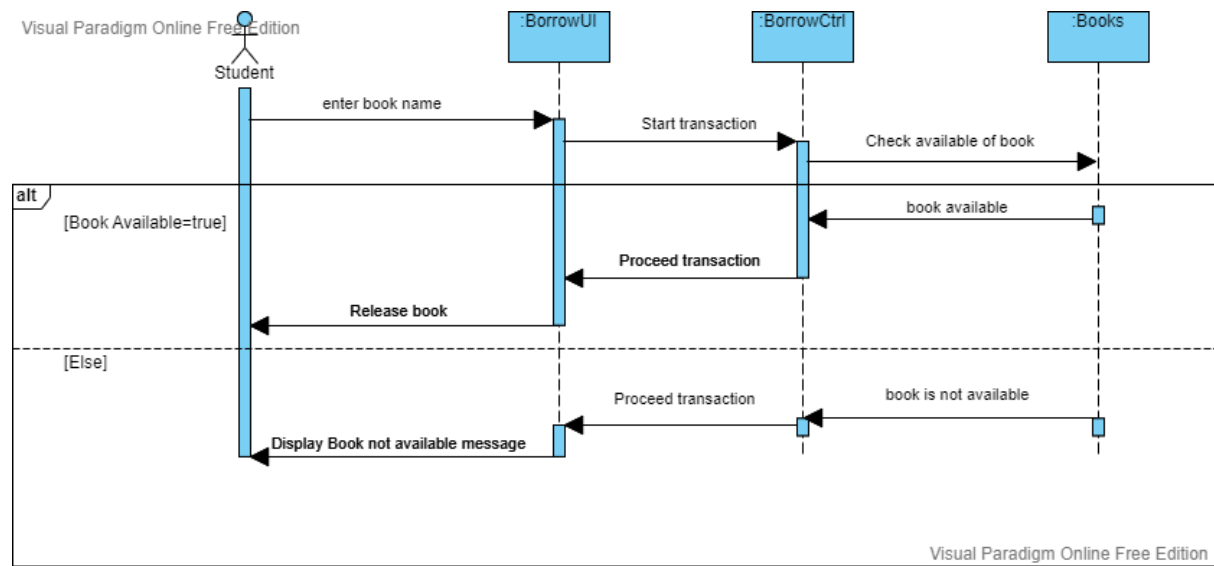 Visual Paradigm Online Free Edition
:BorrowUI
:BorrowCtrl
:Books
Student
enter book name
Start transaction
Check available of book
alt
[Book Available=true]
book available
Proceed transaction
Release book
[Else]
book is not available
Proceed transaction
Display Book not available message
Visual Paradigm Online Free Edition